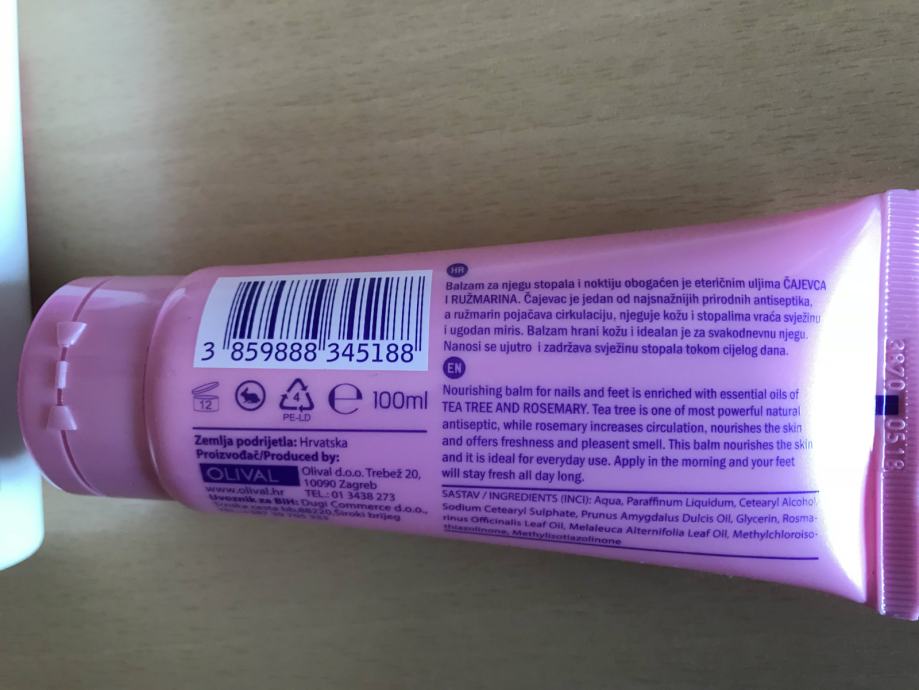 3 859888 345188
12
4
PE-LD
100ml
Zemlja podrijetla: Hrvatska
Proizvođač/Produced by:
OLIVAL
Olival d.o.o. Trebež 20,
10090 Zagreb
www.olival.hr
TEL.: 01 3438 273
Uvoznik za BIH: Dugi Commerce d.o.o.,
cesta bb,88220,Široki brijeg
HR
Balzam za njegu stopala i noktiju obogaćen je eteričnim uljima ČAJEVCA
I RUŽMARINA. Čajevac je jedan od najsnažnijih prirodnih antiseptika,
a ružmarin pojačava cirkulaciju, njeguje kožu i stopalima vraća svježinu
i ugodan miris. Balzam hrani kožu i idealan je za svakodnevnu njegu.
Nanosi se ujutro i zadržava svježinu stopala tokom cijelog dana.
EN
Nourishing balm for nails and feet is enriched with essential oils of
TEA TREE AND ROSEMARY. Tea tree is one of most powerful natural
antiseptic, while rosemary increases circulation, nourishes the skin
and offers freshness and pleasent smell. This balm nourishes the skin
and it is ideal for everyday use. Apply in the morning and your feet
will stay fresh all day long.
SASTAV / INGREDIENTS (INCI): Aqua, Paraffinum Liquidum, Cetearyl Alcohol,
Sodium Cetearyl Sulphate, Prunus Amygdalus Dulcis Oil, Glycerin, Rosma-
rinus Officinalis Leaf Oil, Melaleuca Alternifolia Leaf Oil, Methylchloroiso-
thiazolinone, Methylisotiazolinone
3870 0518